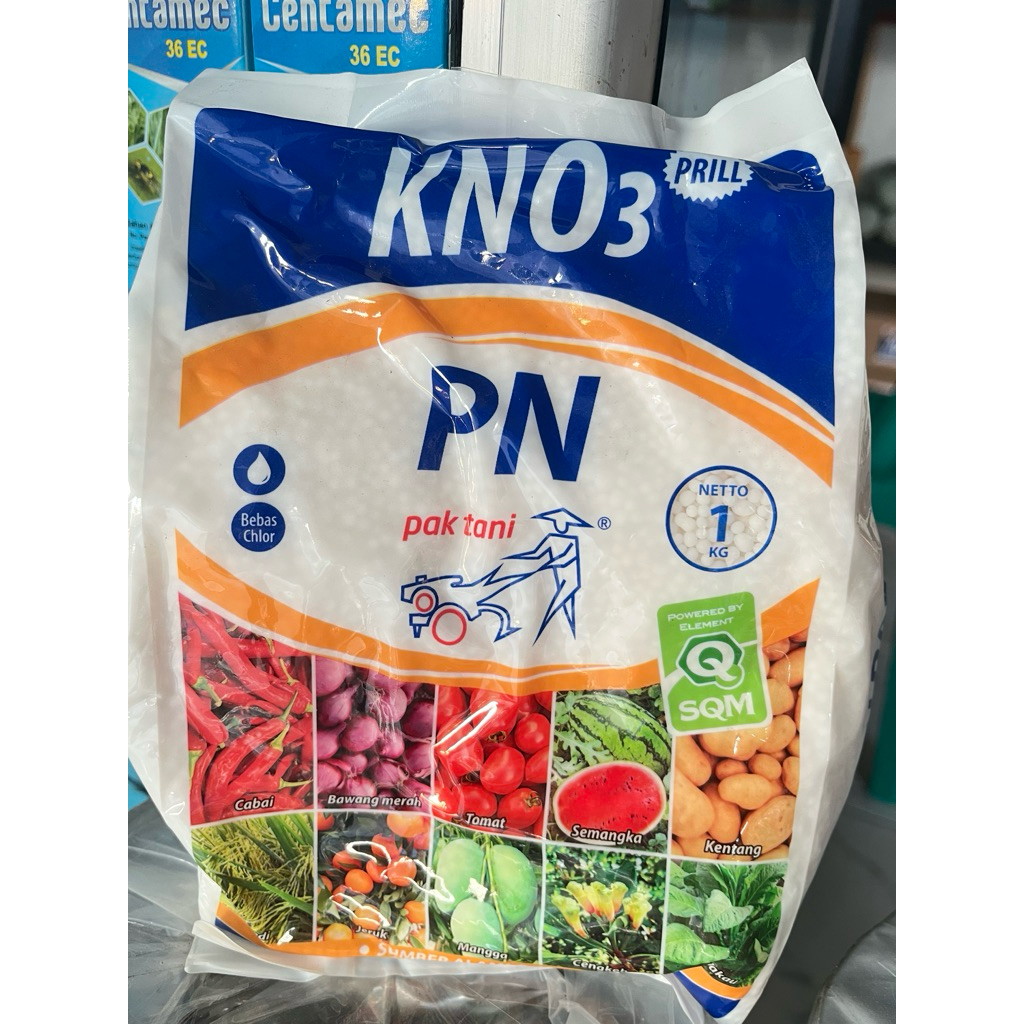 Centamec
36 EC
36 EC
KNO3
PRILL
PN
Bebas
Chlor
pak tani ®
NETTO
1
KG
POWERED BY
ELEMENT
Q
SQM
Cabai
Bawang merah
Tomat
Semangka
Kentang
Jeruk
Mangga